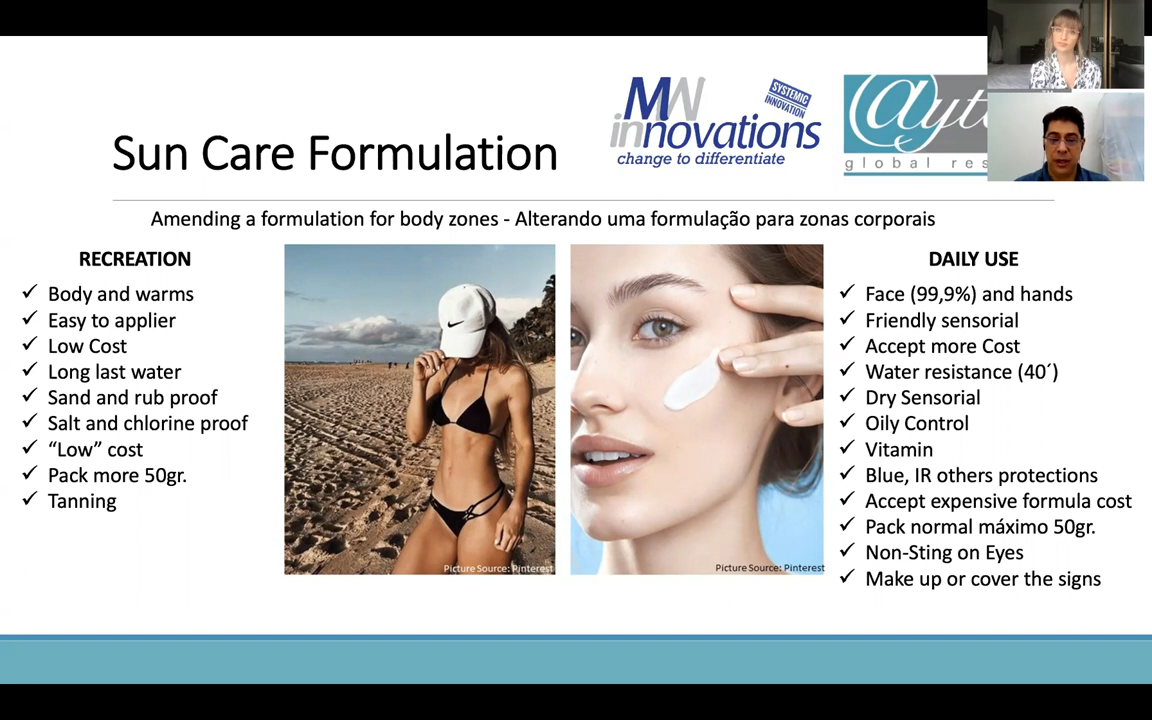 MW
innovations
change to differentiate
SYSTEMIC
INNOVATION
@yt
global res
Sun Care Formulation
Amending a formulation for body zones - Alterando uma formulação para zonas corporais
RECREATION
✓ Body and warms
✓ Easy to applier
✓ Low Cost
✓ Long last water
✓ Sand and rub proof
✓ Salt and chlorine proof
✓ “Low” cost
✓ Pack more 50gr.
✓ Tanning
Picture Source: Pinterest
Picture Source: Pinterest
DAILY USE
✓ Face (99,9%) and hands
✓ Friendly sensorial
✓ Accept more Cost
✓ Water resistance (40´)
✓ Dry Sensorial
✓ Oily Control
✓ Vitamin
✓ Blue, IR others protections
✓ Accept expensive formula cost
✓ Pack normal máximo 50gr.
✓ Non-Sting on Eyes
✓ Make up or cover the signs